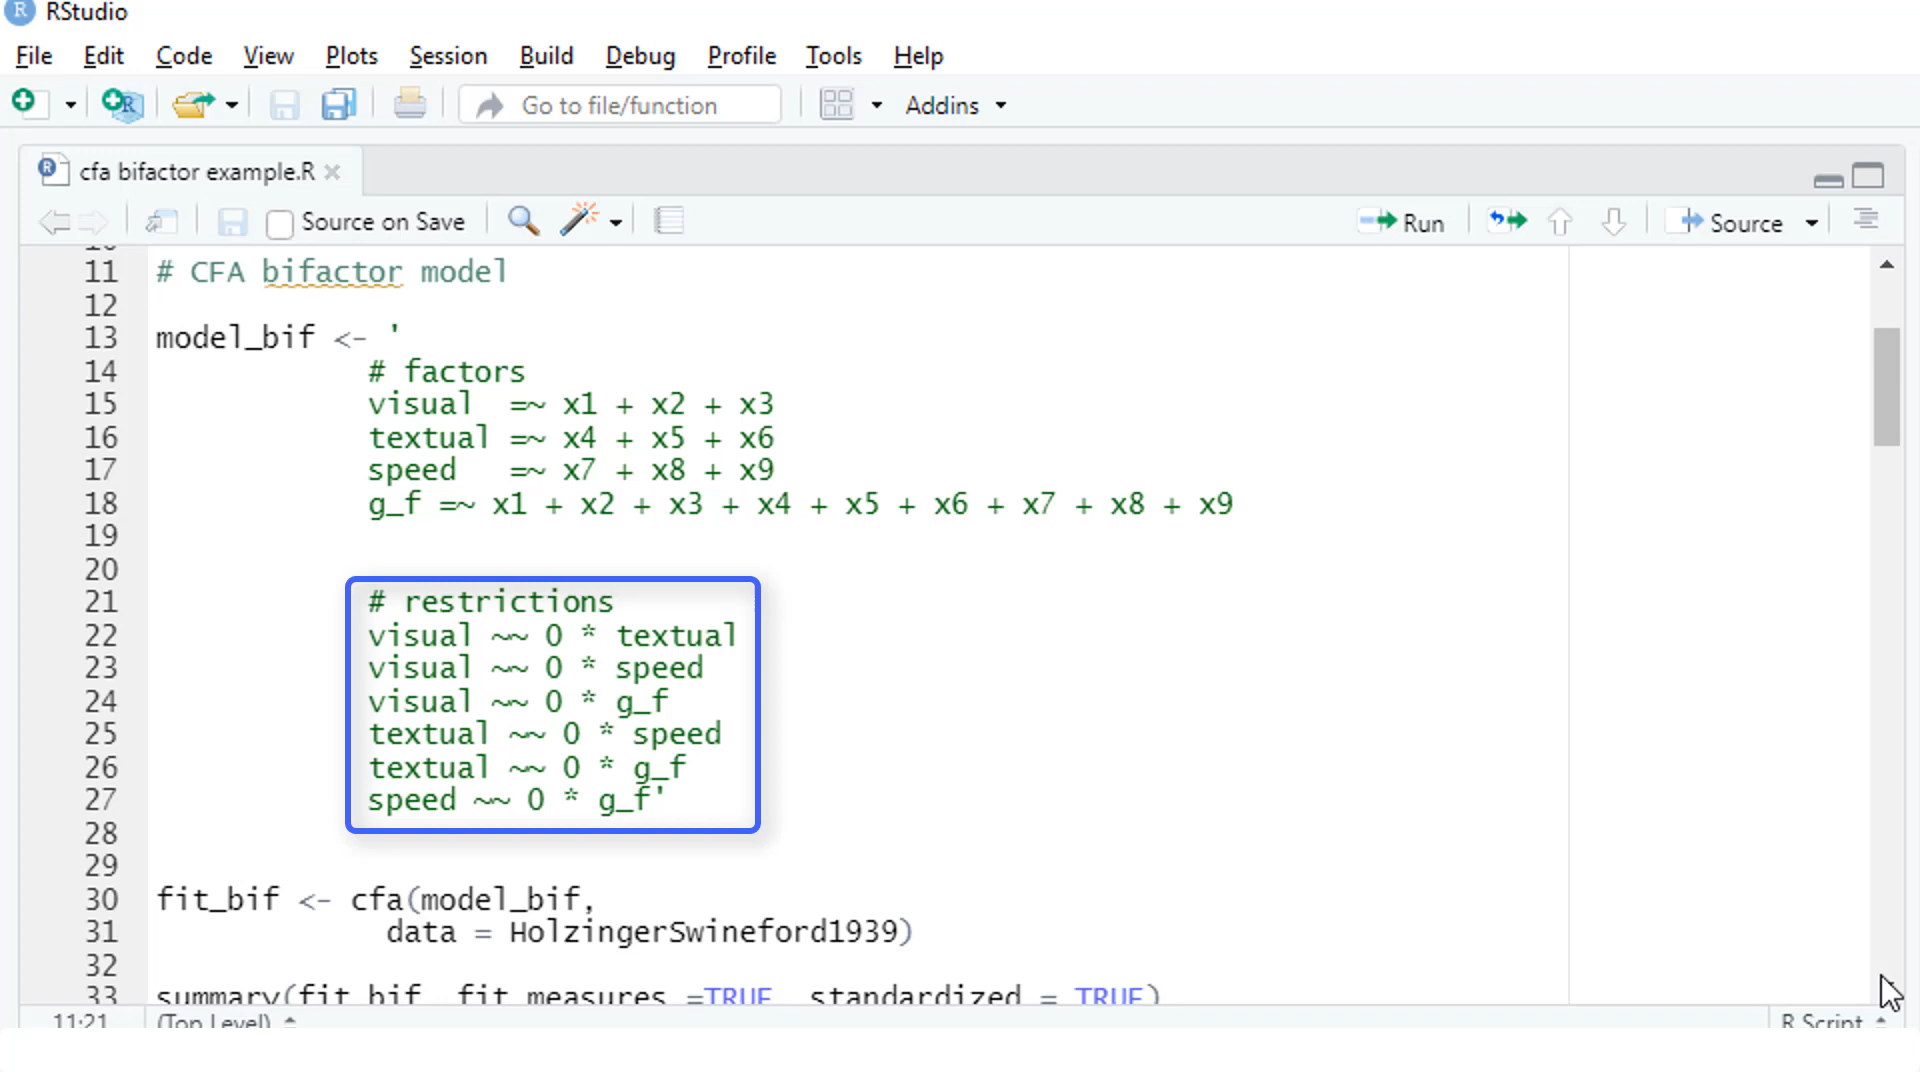 RStudio
File Edit Code View Plots Session Build Debug Profile Tools Help
Go to file/function Addins
cfa bifactor example.R
Source on Save Run Source
11 # CFA bifactor model
12
13 model_bif <- '
14 # factors
15 visual =~ x1 + x2 + x3
16 textual =~ x4 + x5 + x6
17 speed =~ x7 + x8 + x9
18 g_f =~ x1 + x2 + x3 + x4 + x5 + x6 + x7 + x8 + x9
19
20
21 # restrictions
22 visual ~~ 0 * textual
23 visual ~~ 0 * speed
24 visual ~~ 0 * g_f
25 textual ~~ 0 * speed
26 textual ~~ 0 * g_f
27 speed ~~ 0 * g_f'
28
29
30 fit_bif <- cfa(model_bif,
31 data = HolzingerSwineford1939)
32
33 summary(fit_bif, fit.measures =TRUE, standardized = TRUE)
11:21 (Top Level) R Script